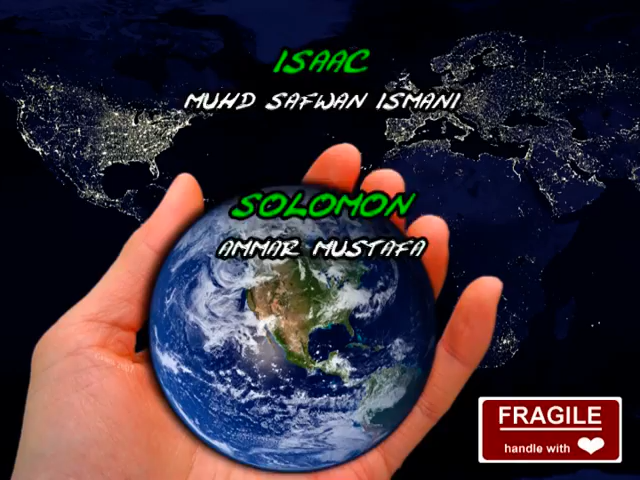 ISAAC
MUHD SAFWAN ISMANI
SOLOMON
AMMAR MUSTAFA
FRAGILE
handle with